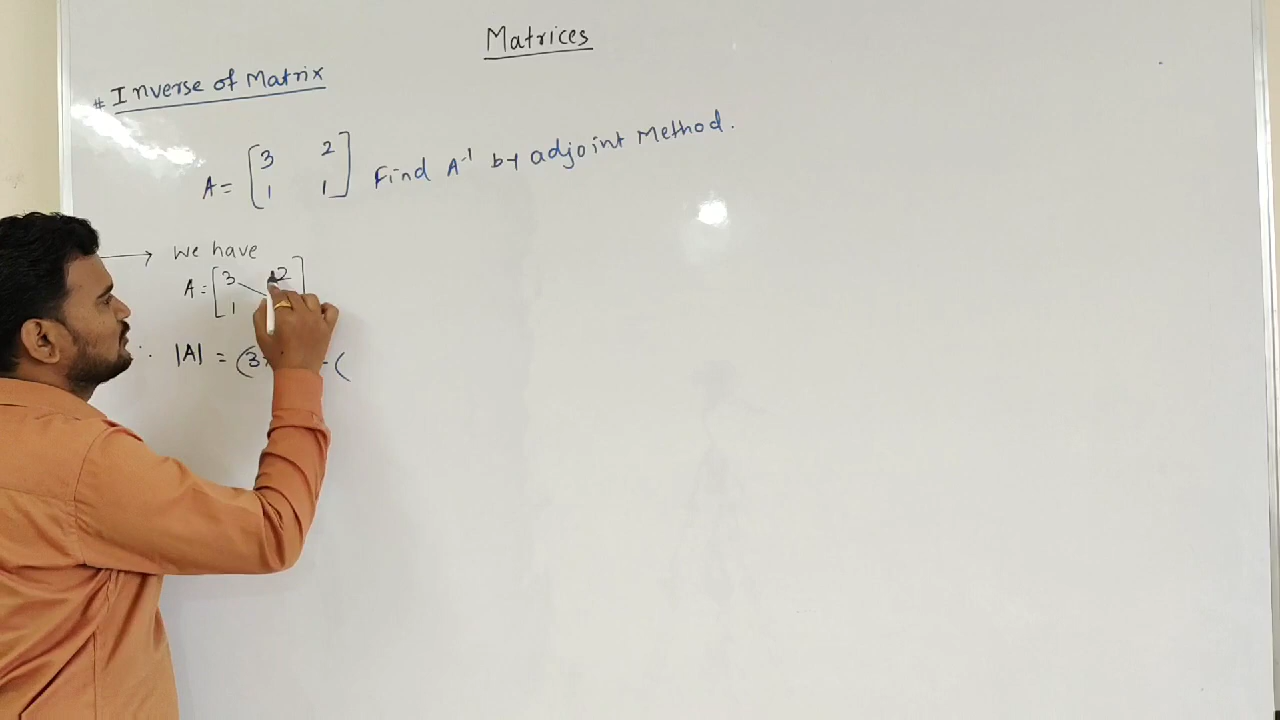 Matrices
# Inverse of Matrix
A = [3 2
1 1] Find A⁻¹ by adjoint Method.
→ We have
A = [3 2
1 ]
∴ |A| = (3 - (